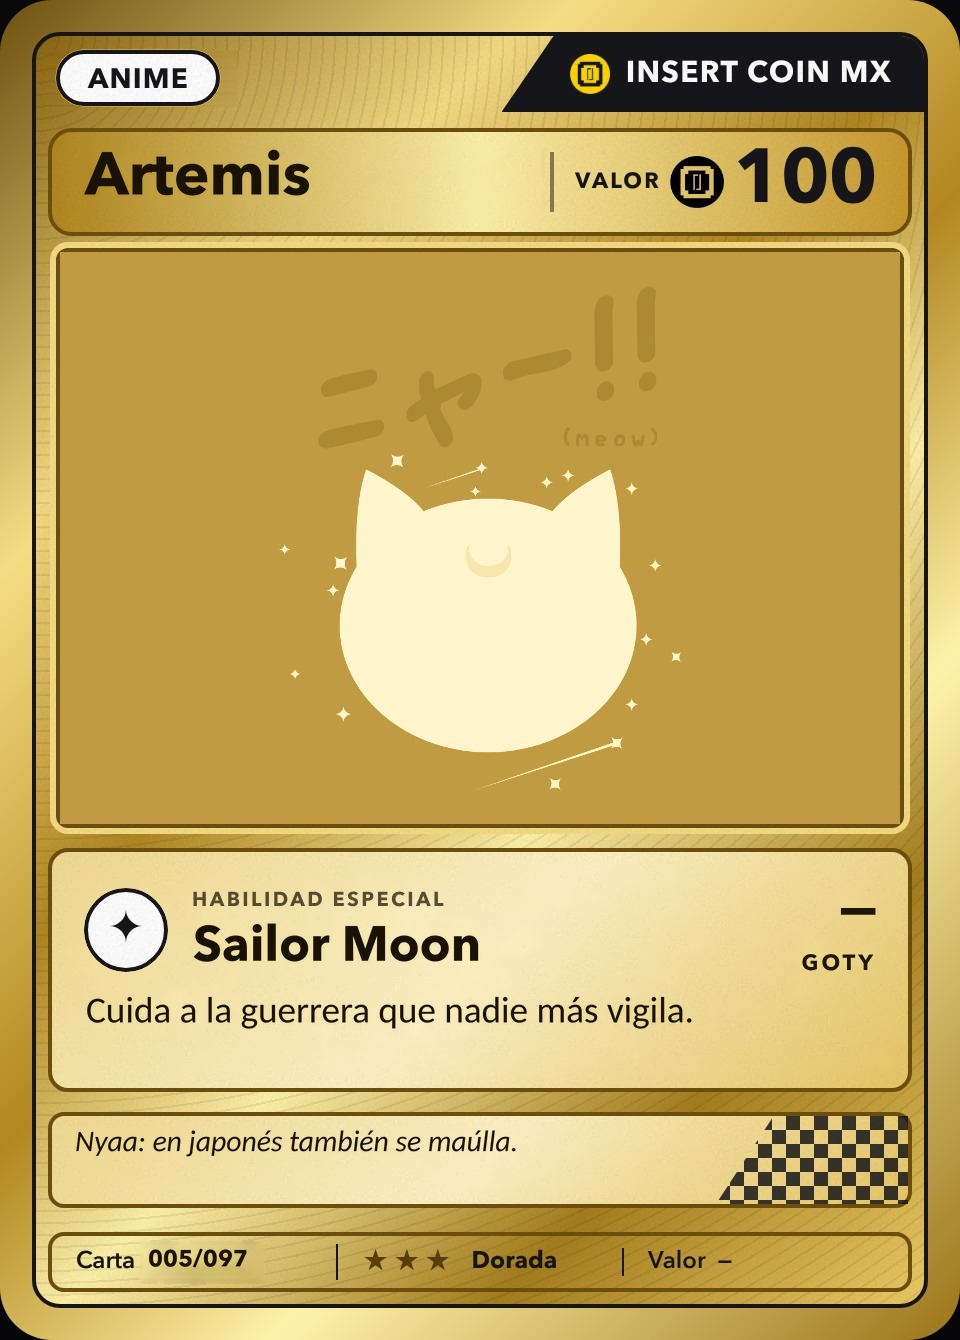 ANIME
INSERT COIN MX
Artemis
VALOR 100
ニャー!!
(meow)
HABILIDAD ESPECIAL
Sailor Moon
–
GOTY
Cuida a la guerrera que nadie más vigila.
Nyaa: en japonés también se maúlla.
Carta 005/097
★★★ Dorada
Valor –